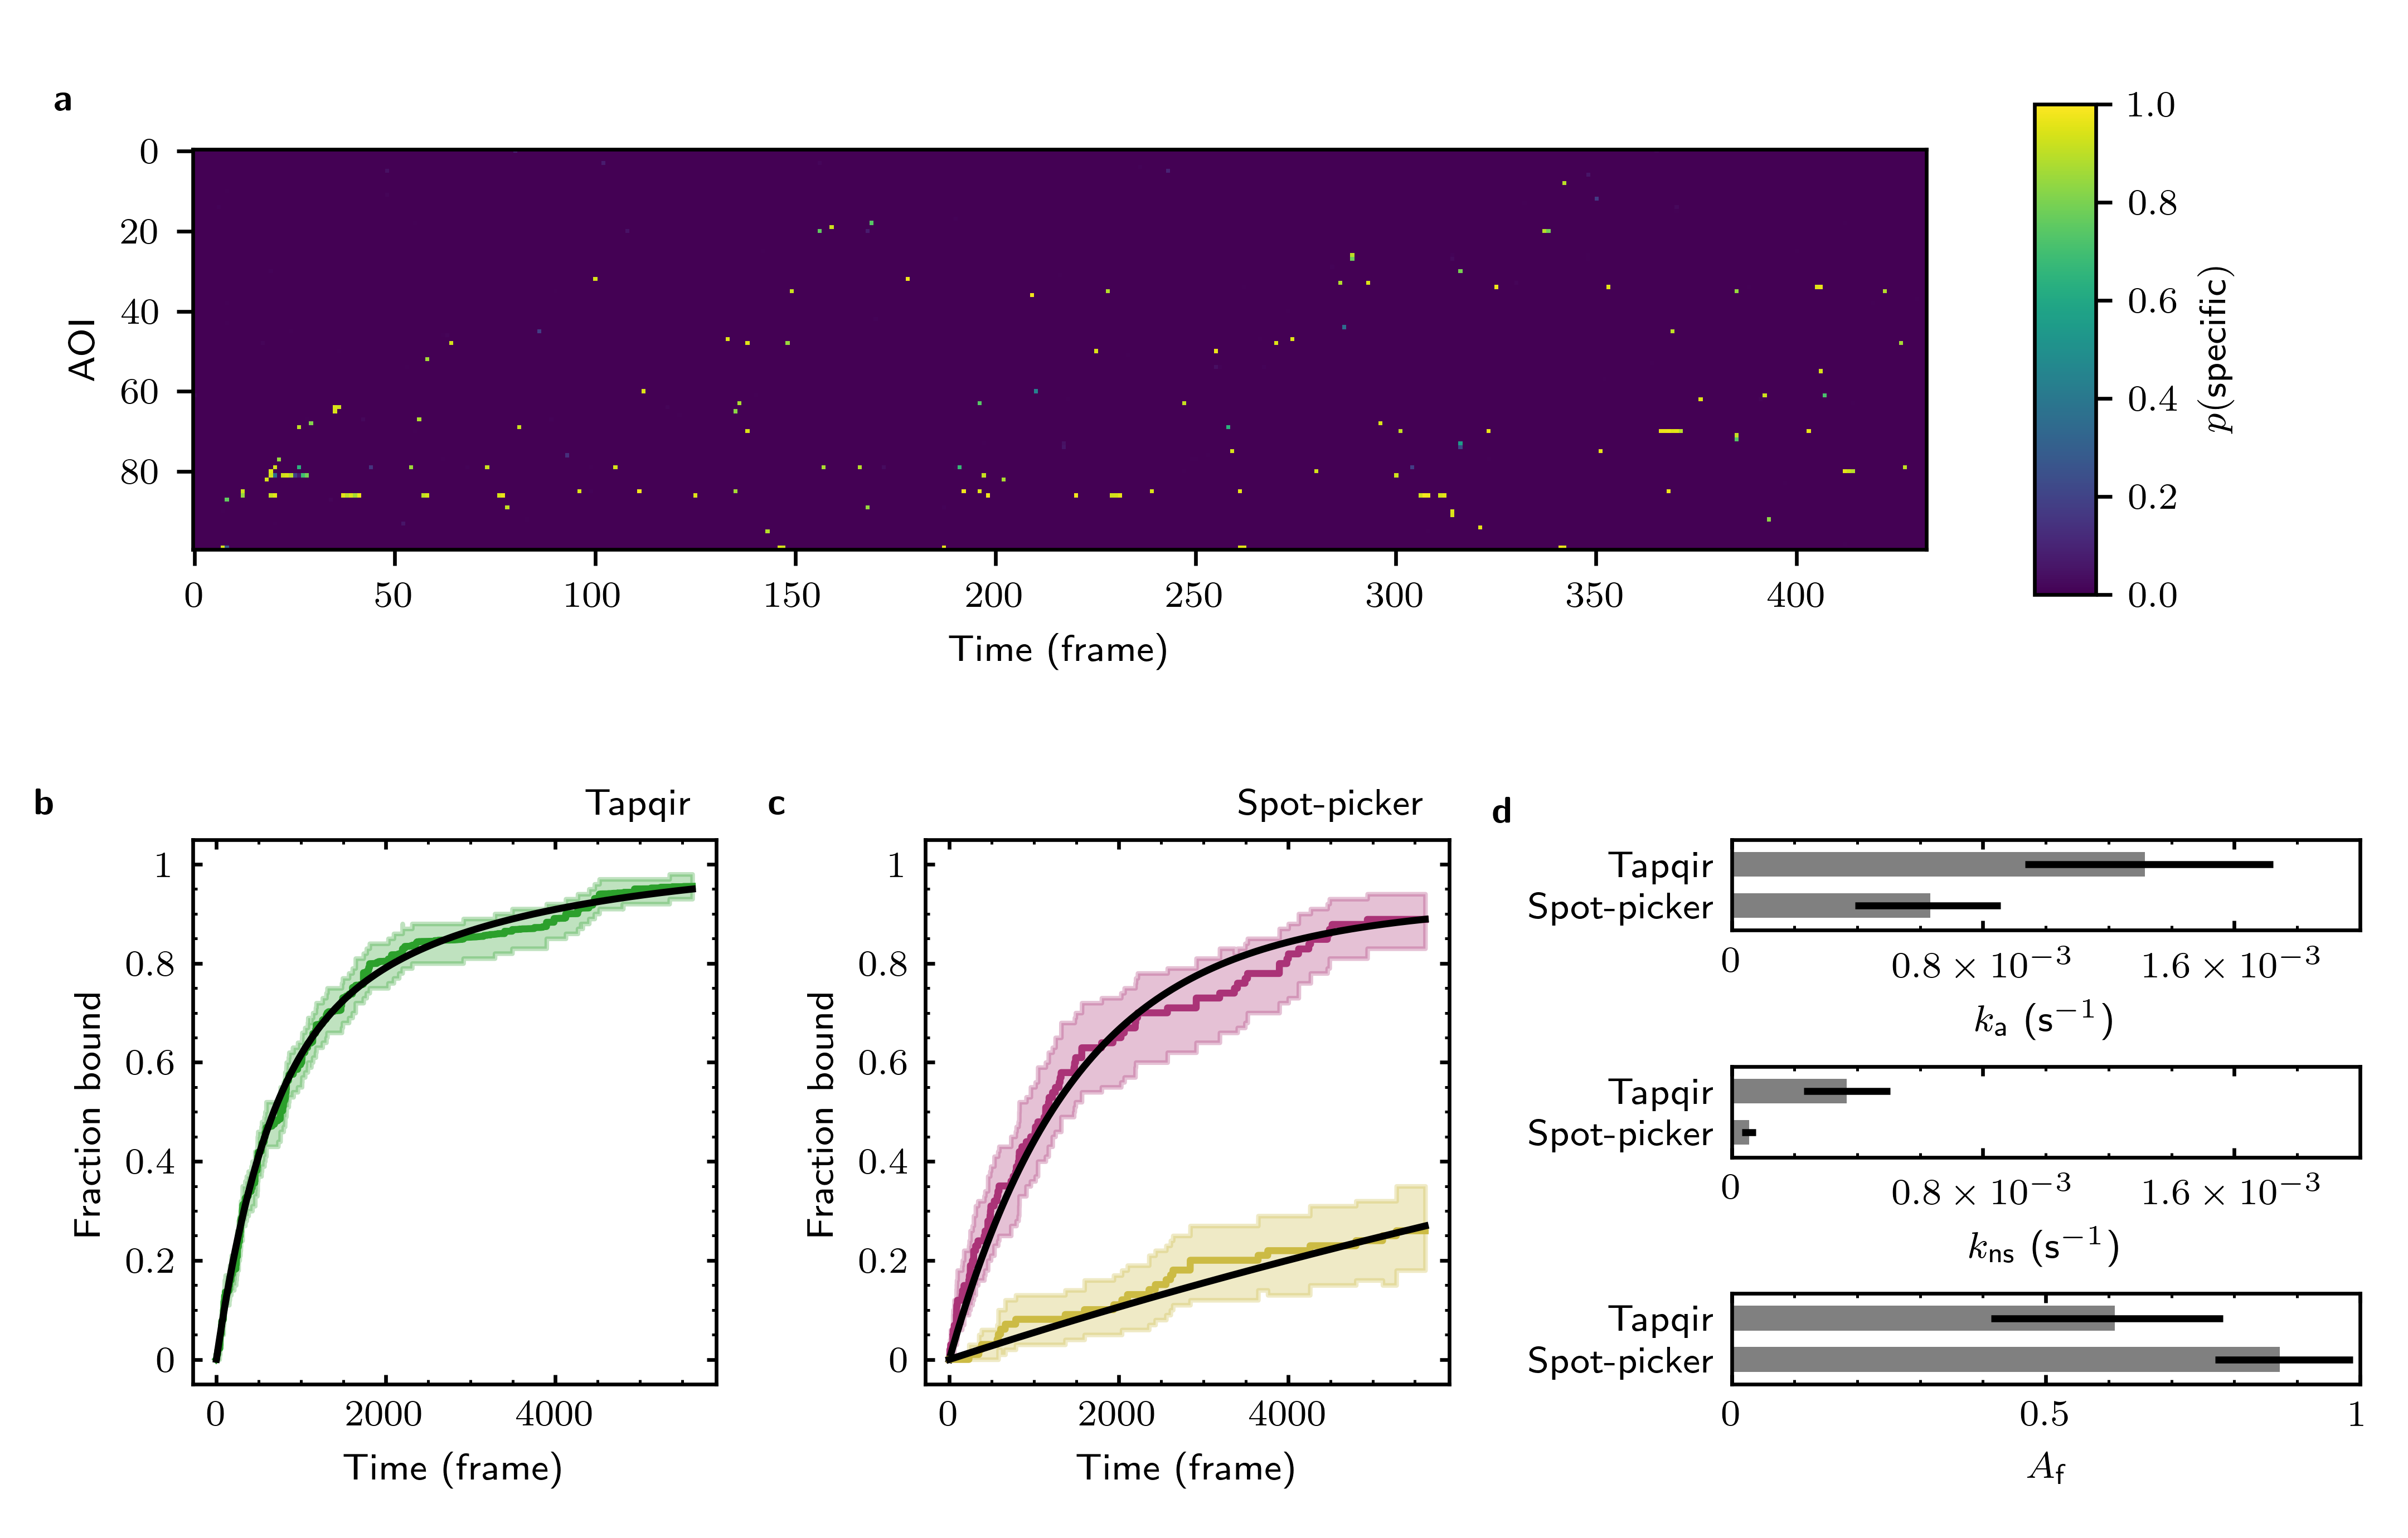 a
0
20
40
60
80
AOI
0 50 100 150 200 250 300 350 400
Time (frame)
1.0
0.8
0.6
0.4
0.2
0.0
p(specific)
b
Tapqir
1
0.8
0.6
0.4
0.2
0
Fraction bound
0 2000 4000
Time (frame)
c
Spot-picker
1
0.8
0.6
0.4
0.2
0
Fraction bound
0 2000 4000
Time (frame)
d
Tapqir
Spot-picker
0 0.8 × 10⁻³ 1.6 × 10⁻³
kₐ (s⁻¹)
Tapqir
Spot-picker
0 0.8 × 10⁻³ 1.6 × 10⁻³
kₙₛ (s⁻¹)
Tapqir
Spot-picker
0 0.5 1
A_f